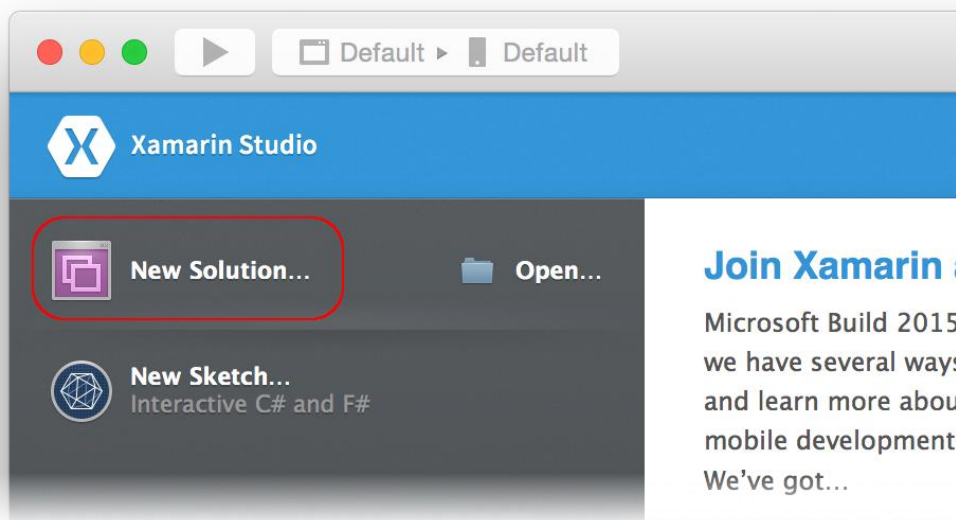 Default ▸ Default
Xamarin Studio
New Solution...
Open...
New Sketch...
Interactive C# and F#
Join Xamarin
Microsoft Build 2015
we have several ways
and learn more abou
mobile development
We’ve got...